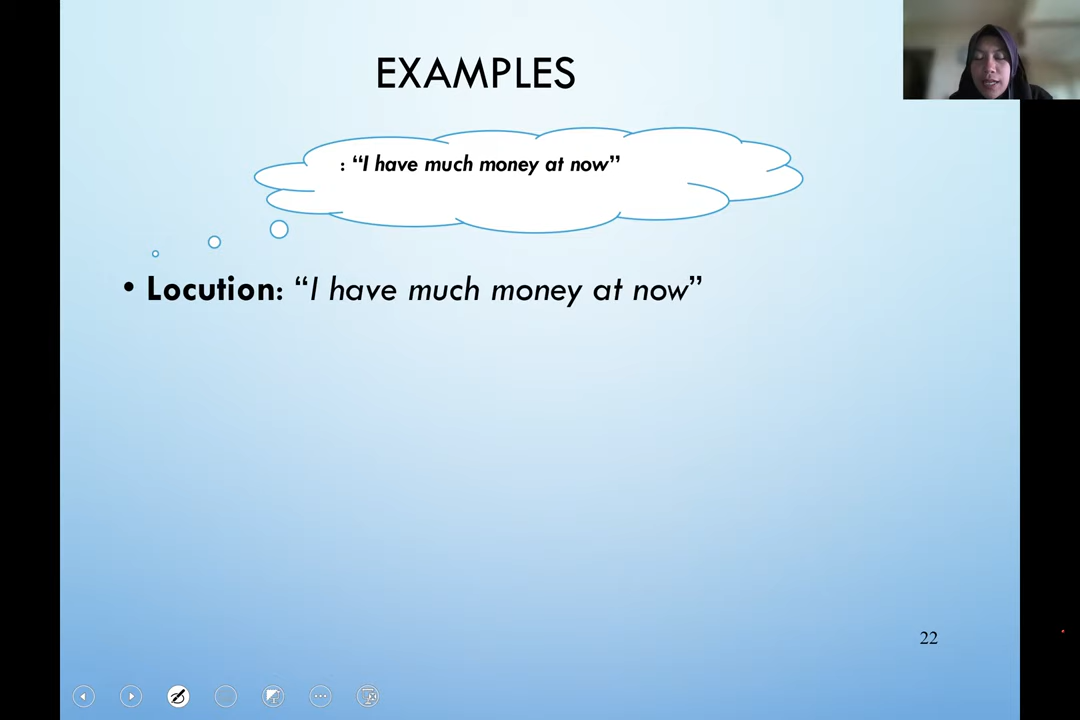 EXAMPLES
: “I have much money at now”
• Locution: “I have much money at now”
22